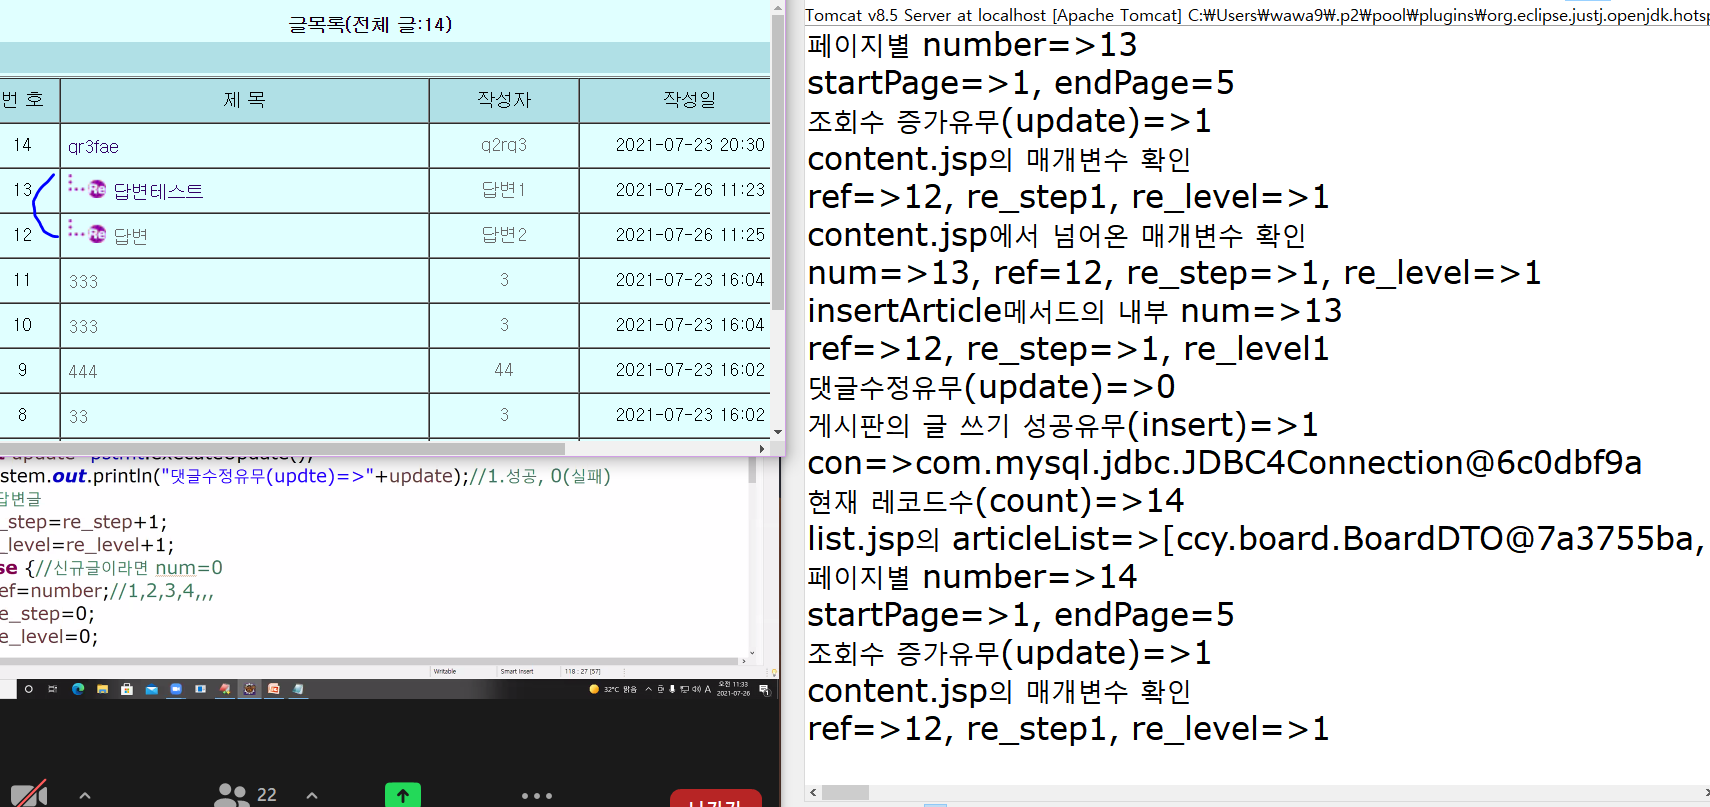 글목록(전체 글:14)
번 호 제 목 작성자 작성일
14 qr3fae q2rq3 2021-07-23 20:30
13 Re 답변테스트 답변1 2021-07-26 11:23
12 Re 답변 답변2 2021-07-26 11:25
11 333 3 2021-07-23 16:04
10 333 3 2021-07-23 16:04
9 444 44 2021-07-23 16:02
8 33 3 2021-07-23 16:02
stem.out.println("댓글수정유무(updte)=>"+update);//1.성공, 0(실패)
답변글
_step=re_step+1;
_level=re_level+1;
se {//신규글이라면 num=0
ef=number;//1,2,3,4,,,
e_step=0;
e_level=0;
Writable Smart Insert 118 : 27 [57]
32°C 맑음 A 오전 11:33
2021-07-26
22
Tomcat v8.5 Server at localhost [Apache Tomcat] C:₩Users₩wawa9₩.p2₩pool₩plugins₩org.eclipse.justj.openjdk.hotsp
페이지별 number=>13
startPage=>1, endPage=5
조회수 증가유무(update)=>1
content.jsp의 매개변수 확인
ref=>12, re_step1, re_level=>1
content.jsp에서 넘어온 매개변수 확인
num=>13, ref=12, re_step=>1, re_level=>1
insertArticle메서드의 내부 num=>13
ref=>12, re_step=>1, re_level1
댓글수정유무(update)=>0
게시판의 글 쓰기 성공유무(insert)=>1
con=>com.mysql.jdbc.JDBC4Connection@6c0dbf9a
현재 레코드수(count)=>14
list.jsp의 articleList=>[ccy.board.BoardDTO@7a3755ba,
페이지별 number=>14
startPage=>1, endPage=5
조회수 증가유무(update)=>1
content.jsp의 매개변수 확인
ref=>12, re_step1, re_level=>1